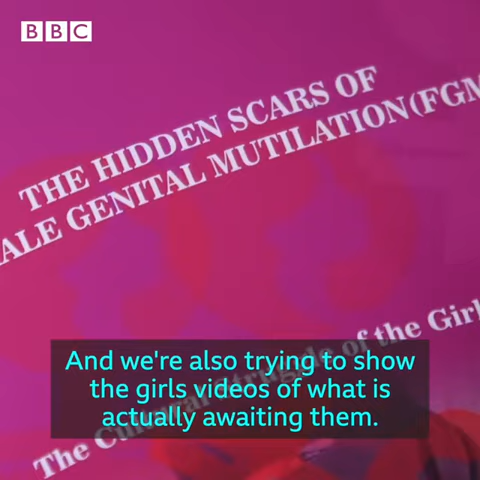 BBC
THE HIDDEN SCARS OF
ALE GENITAL MUTILATION(FGM
of the Girl
And we're also trying to show
the girls videos of what is
actually awaiting them.
The